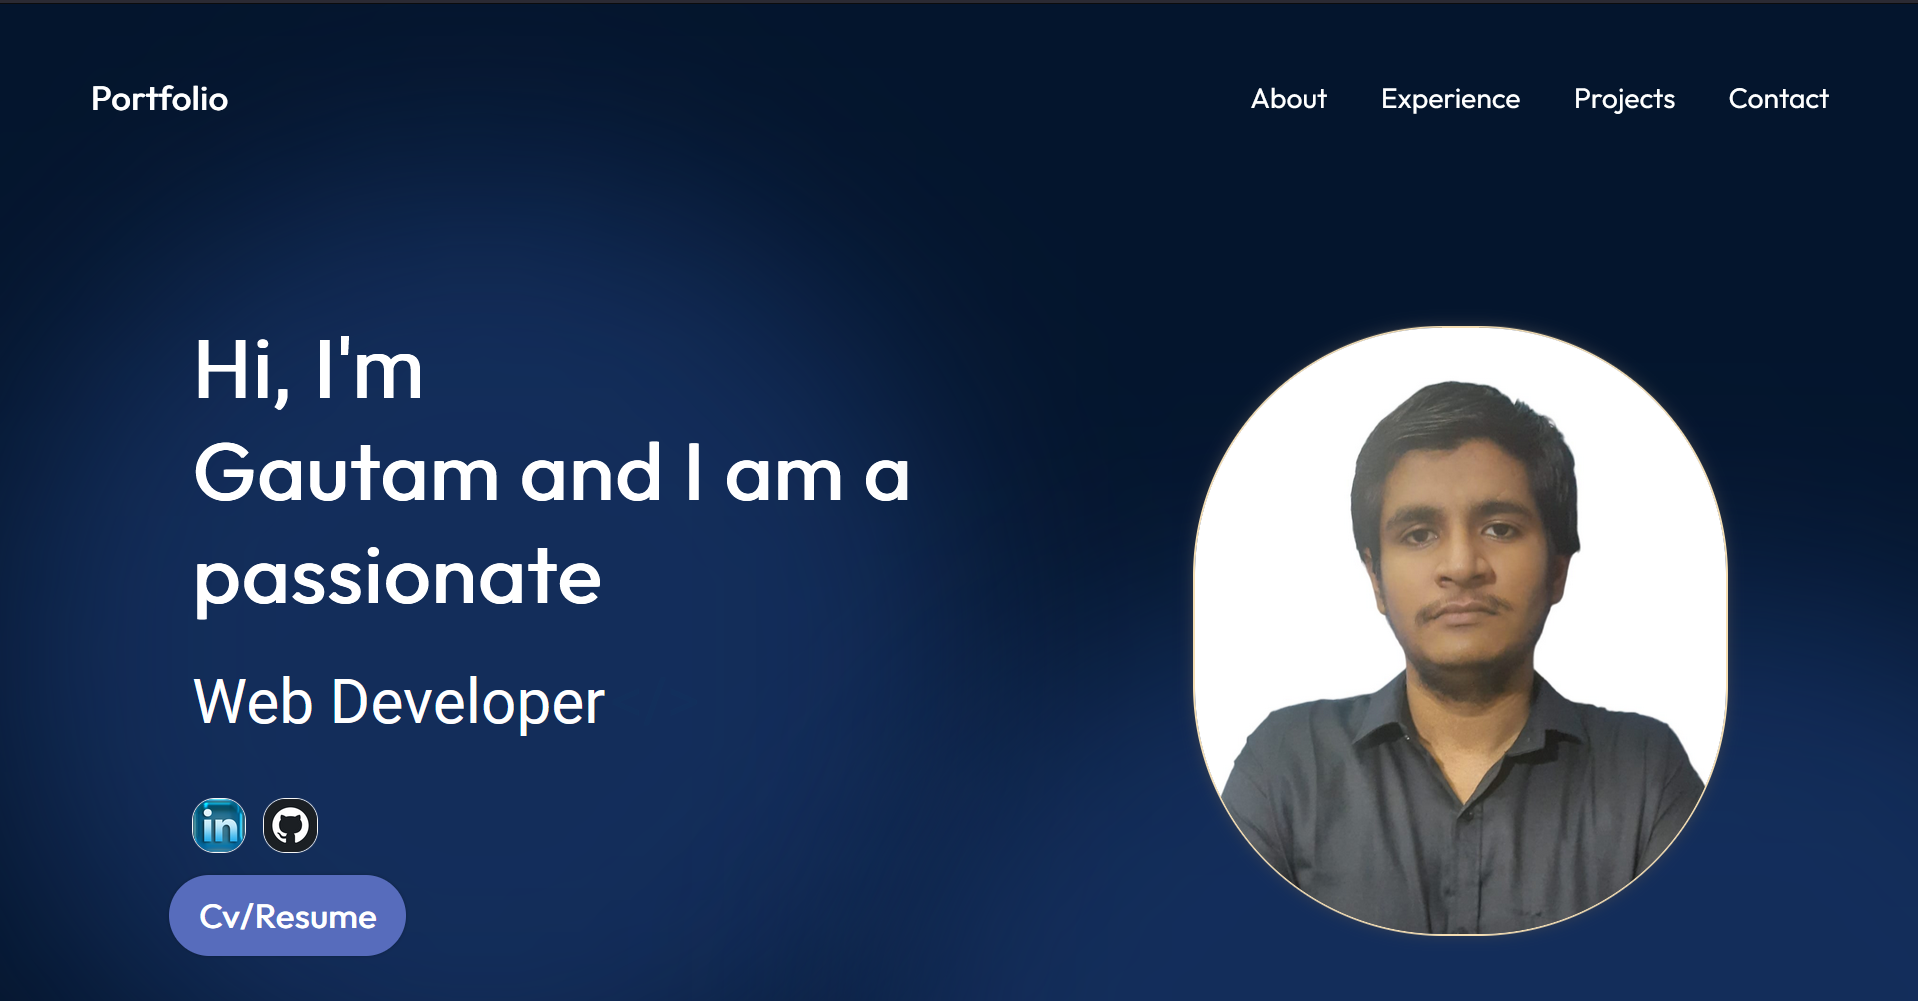 Portfolio
About Experience Projects Contact
Hi, I'm
Gautam and I am a
passionate
Web Developer
in
Cv/Resume